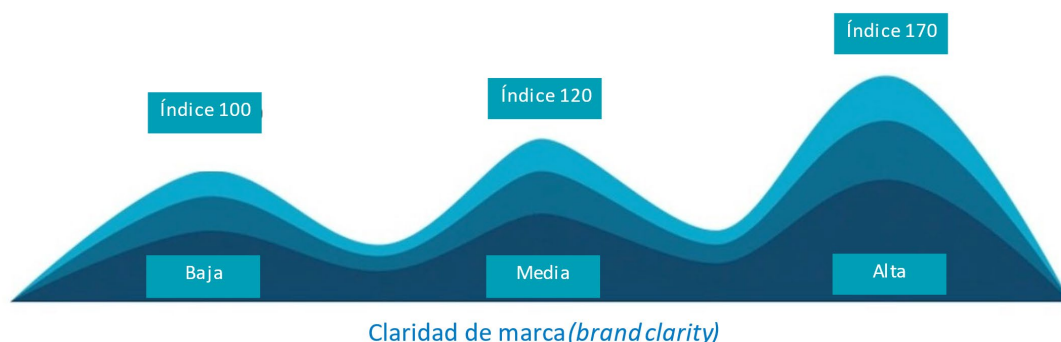 Índice 170
Índice 120
Índice 100
Baja
Media
Alta
Claridad de marca (brand clarity)